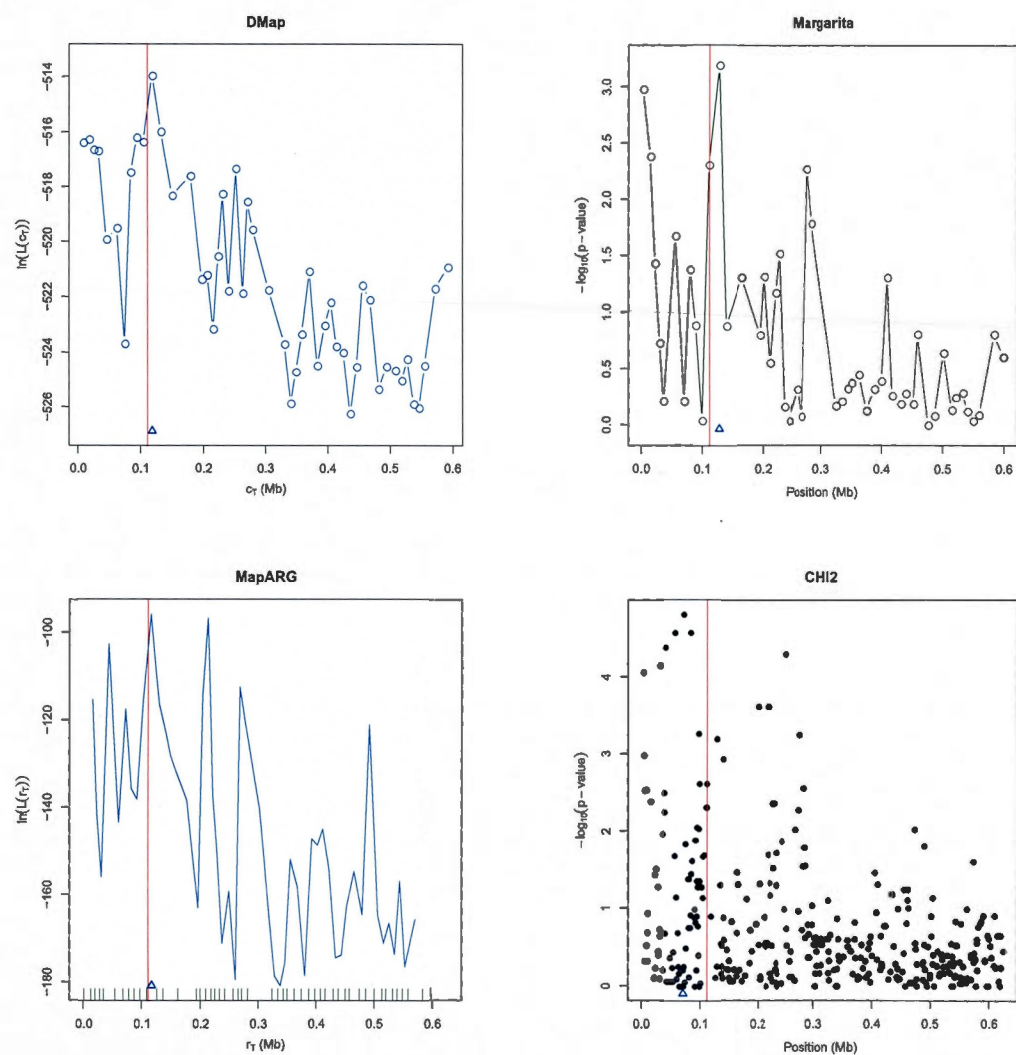 DMap
ln(L(cT))
-514
-516
-518
-520
-522
-524
-526
0.0 0.1 0.2 0.3 0.4 0.5 0.6
cT (Mb)
Margarita
-log10(p-value)
3.0
2.5
2.0
1.5
1.0
0.5
0.0
0.0 0.1 0.2 0.3 0.4 0.5 0.6
Position (Mb)
MapARG
ln(L(rT))
-100
-120
-140
-160
-180
0.0 0.1 0.2 0.3 0.4 0.5 0.6
rT (Mb)
CHI2
-log10(p-value)
4
3
2
1
0
0.0 0.1 0.2 0.3 0.4 0.5 0.6
Position (Mb)